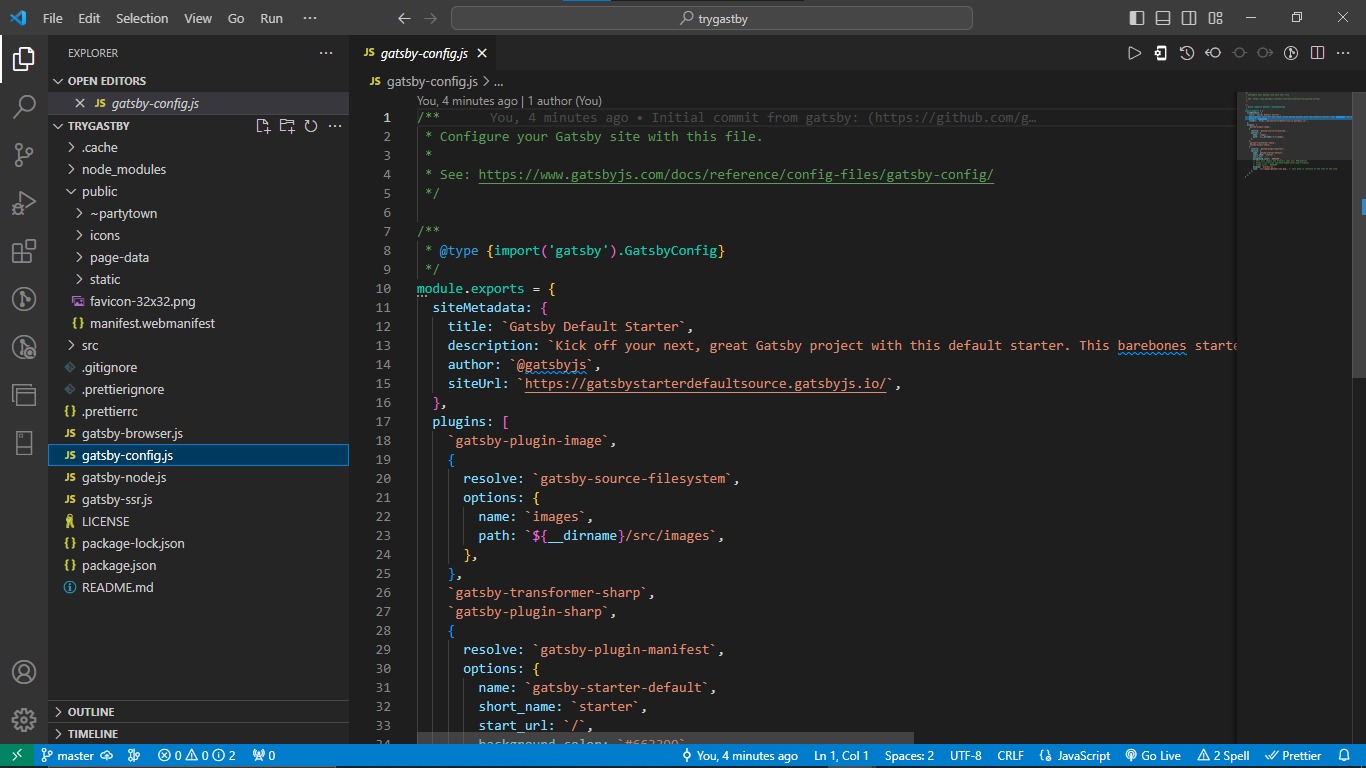 File Edit Selection View Go Run ···
trygastby
EXPLORER ···
OPEN EDITORS
JS gatsby-config.js
TRYGASTBY
.cache
node_modules
public
~partytown
icons
page-data
static
favicon-32x32.png
{} manifest.webmanifest
src
.gitignore
.prettierignore
{} .prettierrc
JS gatsby-browser.js
JS gatsby-config.js
JS gatsby-node.js
JS gatsby-ssr.js
LICENSE
{} package-lock.json
{} package.json
README.md
OUTLINE
TIMELINE
JS gatsby-config.js
JS gatsby-config.js > ...
You, 4 minutes ago | 1 author (You)
1 /** You, 4 minutes ago • Initial commit from gatsby: (https://github.com/g…
2 * Configure your Gatsby site with this file.
3 *
4 * See: https://www.gatsbyjs.com/docs/reference/config-files/gatsby-config/
5 */
6
7 /**
8 * @type {import('gatsby').GatsbyConfig}
9 */
10 module.exports = {
11 siteMetadata: {
12 title: `Gatsby Default Starter`,
13 description: `Kick off your next, great Gatsby project with this default starter. This barebones starte
14 author: `@gatsbyjs`,
15 siteUrl: `https://gatsbystarterdefaultsource.gatsbyjs.io/`,
16 },
17 plugins: [
18 `gatsby-plugin-image`,
19 {
20 resolve: `gatsby-source-filesystem`,
21 options: {
22 name: `images`,
23 path: `${__dirname}/src/images`,
24 },
25 },
26 `gatsby-transformer-sharp`,
27 `gatsby-plugin-sharp`,
28 {
29 resolve: `gatsby-plugin-manifest`,
30 options: {
31 name: `gatsby-starter-default`,
32 short_name: `starter`,
33 start_url: `/`,
34 background_color: `#663399`
master 0 0 2 0 You, 4 minutes ago Ln 1, Col 1 Spaces: 2 UTF-8 CRLF {} JavaScript Go Live 2 Spell Prettier